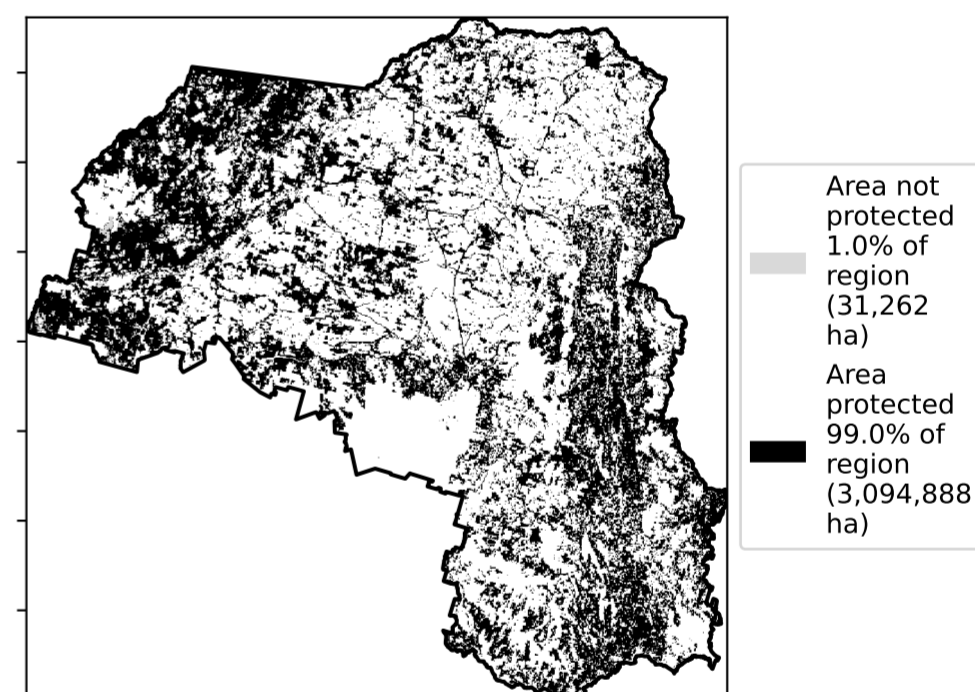 Area not
protected
1.0% of
region
(31,262
ha)
Area
protected
99.0% of
region
(3,094,888
ha)